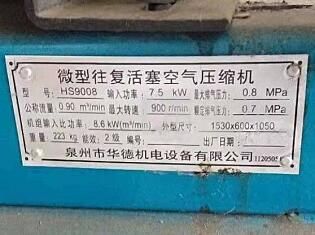 微型往复活塞空气压缩机
型 号: HS9008 输入功率: 7.5 kW 最大排气压力: 0.8 MPa
公称流量: 0.90 m³/min 最大转速: 900 r/min 额定排气压力: 0.7 MPa
机组输入比功率: 8.6 kW/(m³/min) 外型尺寸: 1530x600x1050
重量: 223 kg 能效: 2 级 出厂日期:
泉州市华德机电设备有限公司 1120505